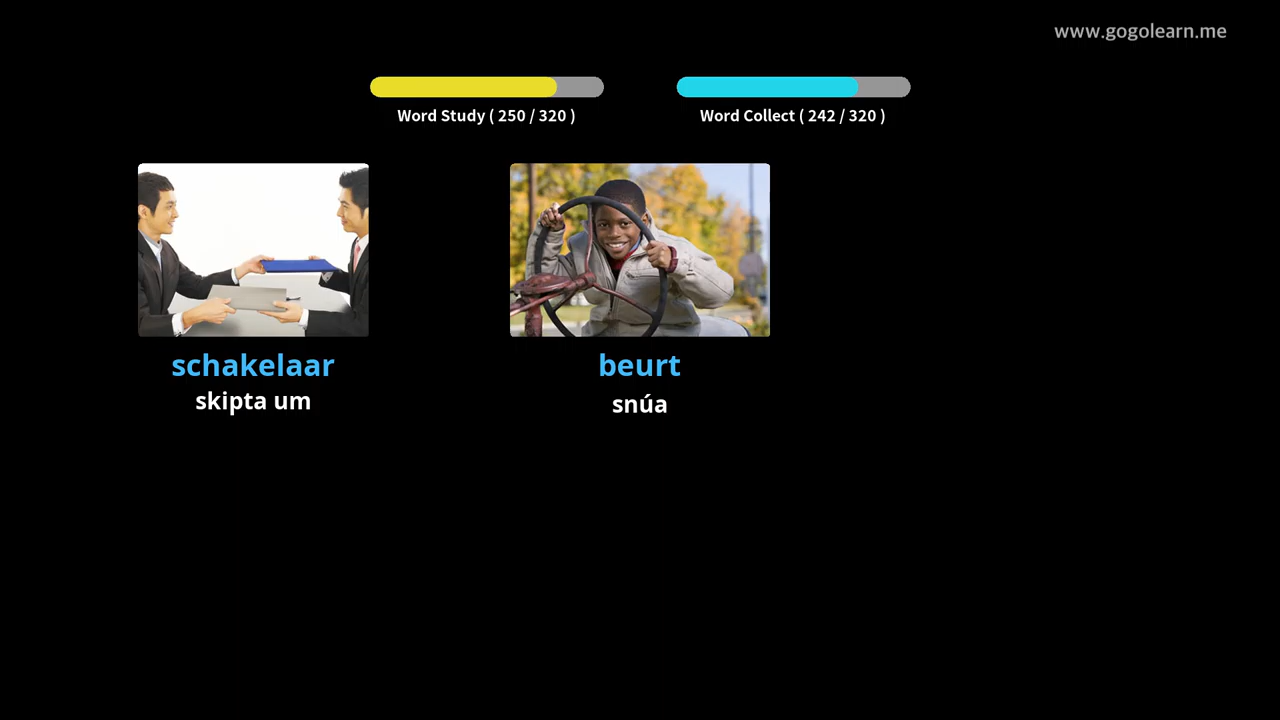 www.gogolearn.me
Word Study ( 250 / 320 )
Word Collect ( 242 / 320 )
schakelaar
skipta um
beurt
snúa